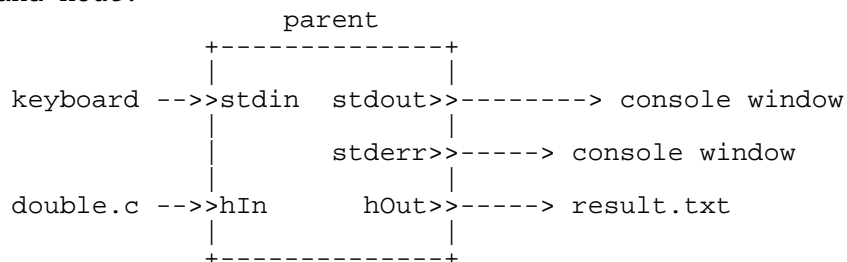 parent
+--------------+
| |
keyboard -->>stdin stdout>>--------> console window
| |
| stderr>>-----> console window
| |
double.c -->>hIn hOut>>-----> result.txt
| |
+--------------+